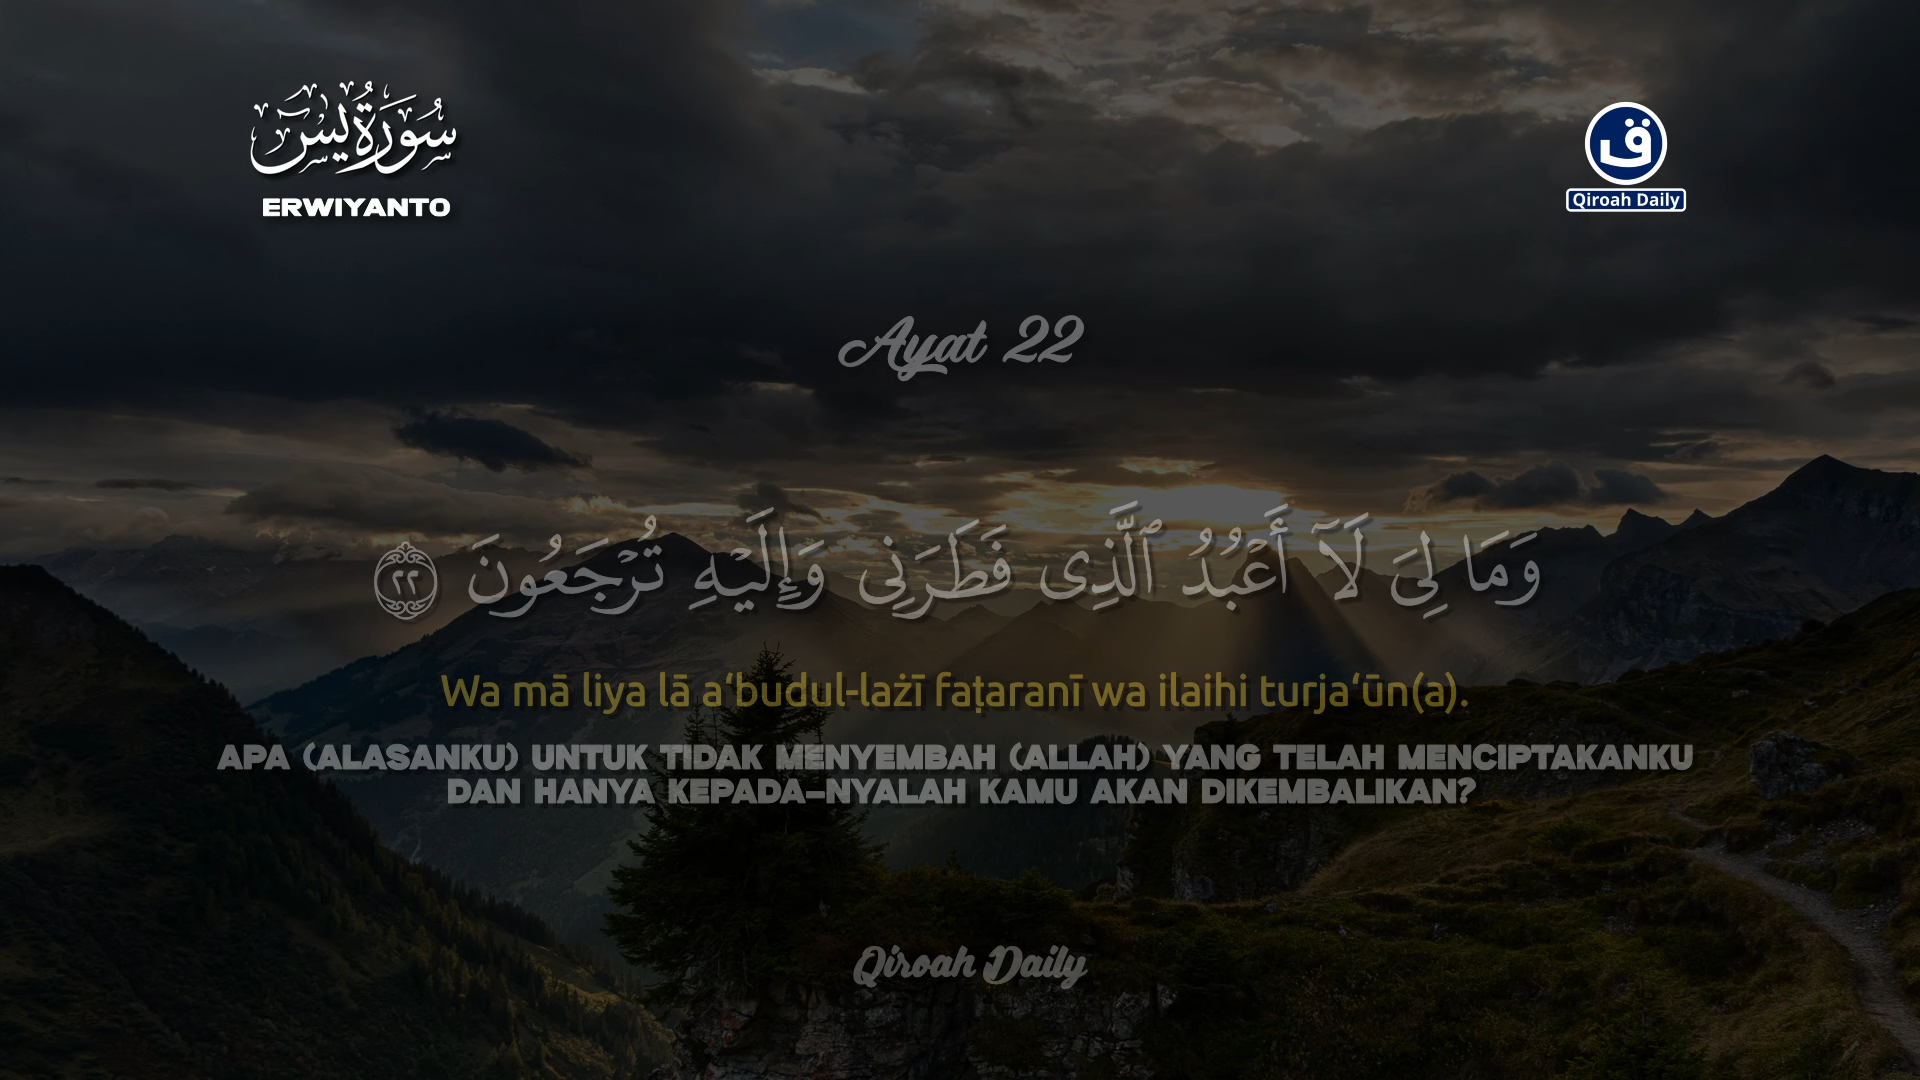 سُورَةُ يسٓ
ERWIYANTO
ق
Qiroah Daily
Ayat 22
وَمَا لِىَ لَآ أَعْبُدُ ٱلَّذِى فَطَرَنِى وَإِلَيْهِ تُرْجَعُونَ ٢٢
Wa mā liya lā a‘budul-lażī faṭaranī wa ilaihi turja‘ūn(a).
APA (ALASANKU) UNTUK TIDAK MENYEMBAH (ALLAH) YANG TELAH MENCIPTAKANKU
DAN HANYA KEPADA-NYALAH KAMU AKAN DIKEMBALIKAN?
Qiroah Daily